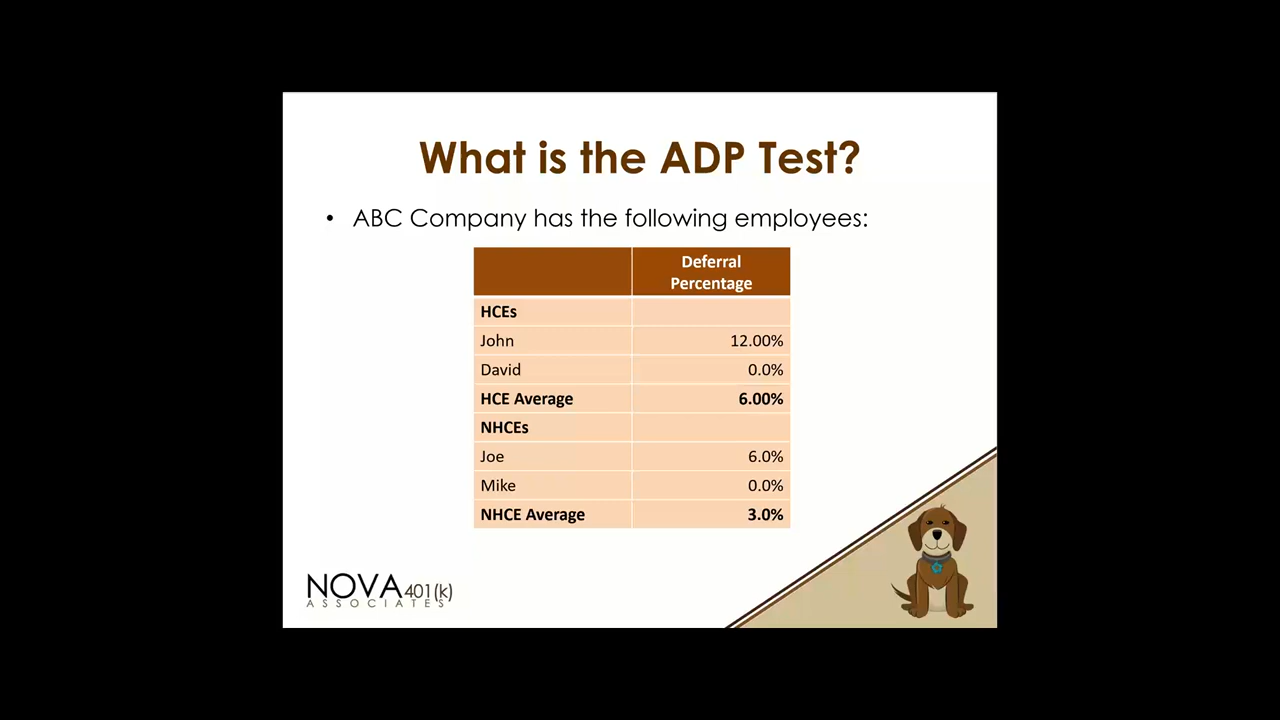 What is the ADP Test?
• ABC Company has the following employees:
Deferral
Percentage
HCEs
John 12.00%
David 0.0%
HCE Average 6.00%
NHCEs
Joe 6.0%
Mike 0.0%
NHCE Average 3.0%
NOVA 401(k)
ASSOCIATES